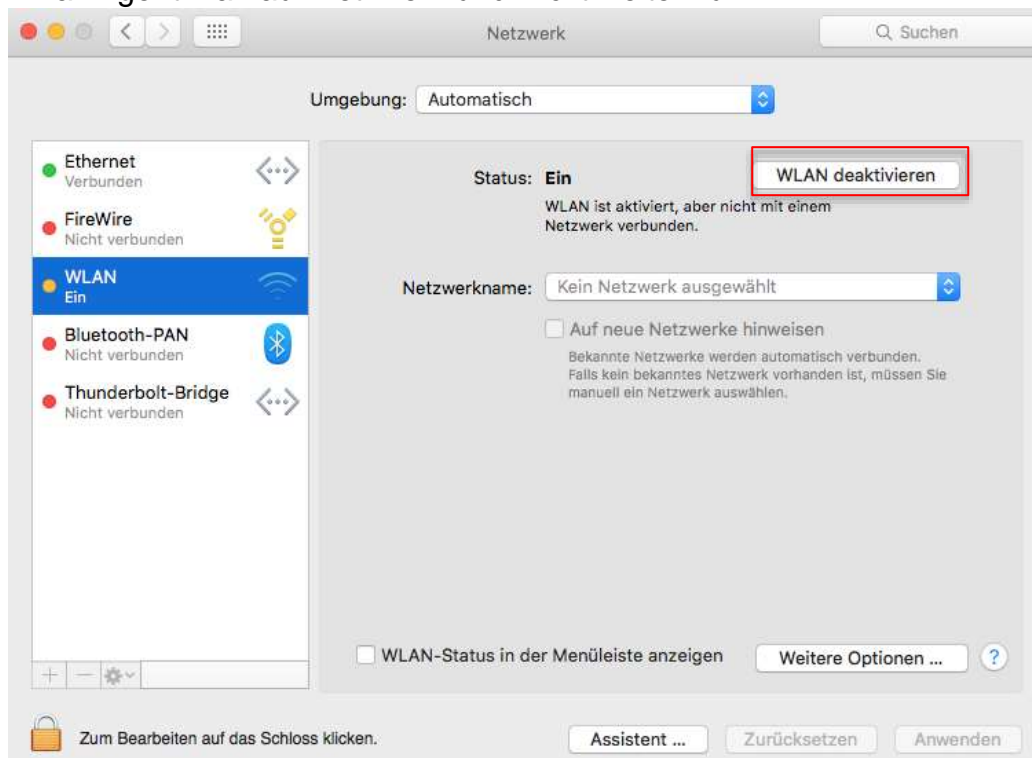 Netzwerk
Suchen
Umgebung: Automatisch
Ethernet
Verbunden
FireWire
Nicht verbunden
WLAN
Ein
Bluetooth-PAN
Nicht verbunden
Thunderbolt-Bridge
Nicht verbunden
Status: Ein
WLAN deaktivieren
WLAN ist aktiviert, aber nicht mit einem
Netzwerk verbunden.
Netzwerkname: Kein Netzwerk ausgewählt
Auf neue Netzwerke hinweisen
Bekannte Netzwerke werden automatisch verbunden.
Falls kein bekanntes Netzwerk vorhanden ist, müssen Sie
manuell ein Netzwerk auswählen.
WLAN-Status in der Menüleiste anzeigen
Weitere Optionen ... ?
Zum Bearbeiten auf das Schloss klicken.
Assistent ... Zurücksetzen Anwenden